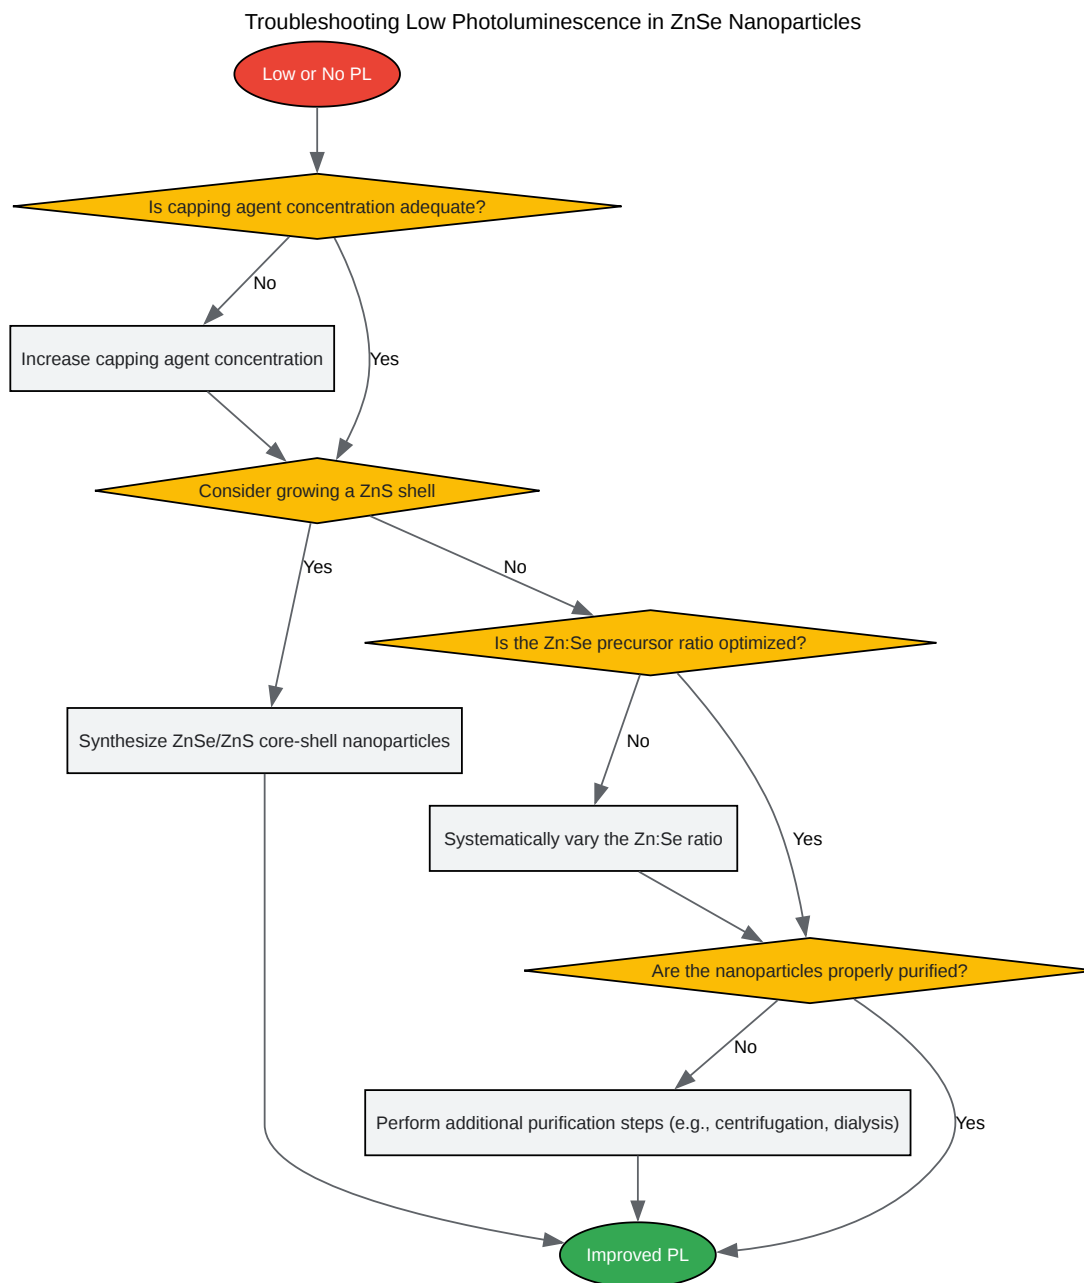 Troubleshooting Low Photoluminescence in ZnSe Nanoparticles
Low or No PL
Is capping agent concentration adequate?
No
Increase capping agent concentration
Yes
Consider growing a ZnS shell
Yes
No
Is the Zn:Se precursor ratio optimized?
Synthesize ZnSe/ZnS core-shell nanoparticles
No
Systematically vary the Zn:Se ratio
Yes
Are the nanoparticles properly purified?
No
Perform additional purification steps (e.g., centrifugation, dialysis)
Yes
Improved PL